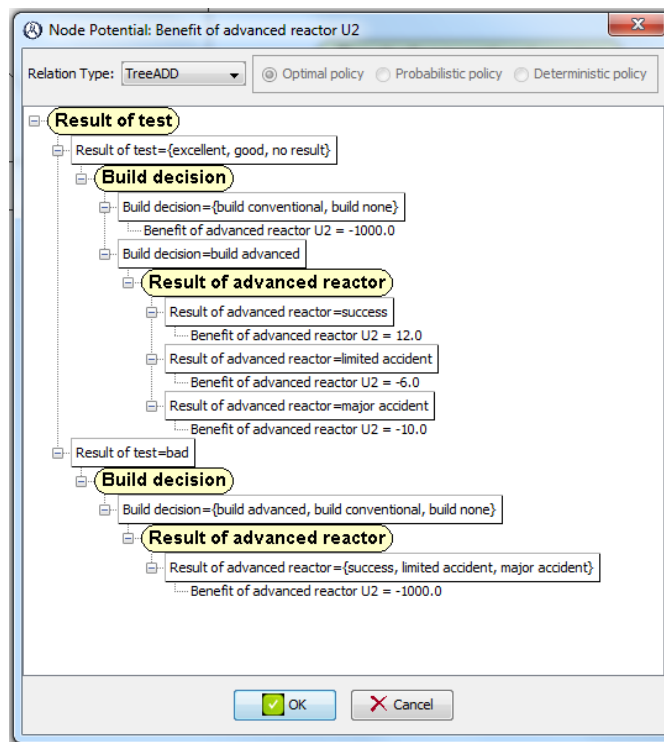 Node Potential: Benefit of advanced reactor U2
Relation Type: TreeADD Optimal policy Probabilistic policy Deterministic policy
Result of test
Result of test={excellent, good, no result}
Build decision
Build decision={build conventional, build none}
Benefit of advanced reactor U2 = -1000.0
Build decision=build advanced
Result of advanced reactor
Result of advanced reactor=success
Benefit of advanced reactor U2 = 12.0
Result of advanced reactor=limited accident
Benefit of advanced reactor U2 = -6.0
Result of advanced reactor=major accident
Benefit of advanced reactor U2 = -10.0
Result of test=bad
Build decision
Build decision={build advanced, build conventional, build none}
Result of advanced reactor
Result of advanced reactor={success, limited accident, major accident}
Benefit of advanced reactor U2 = -1000.0
OK Cancel